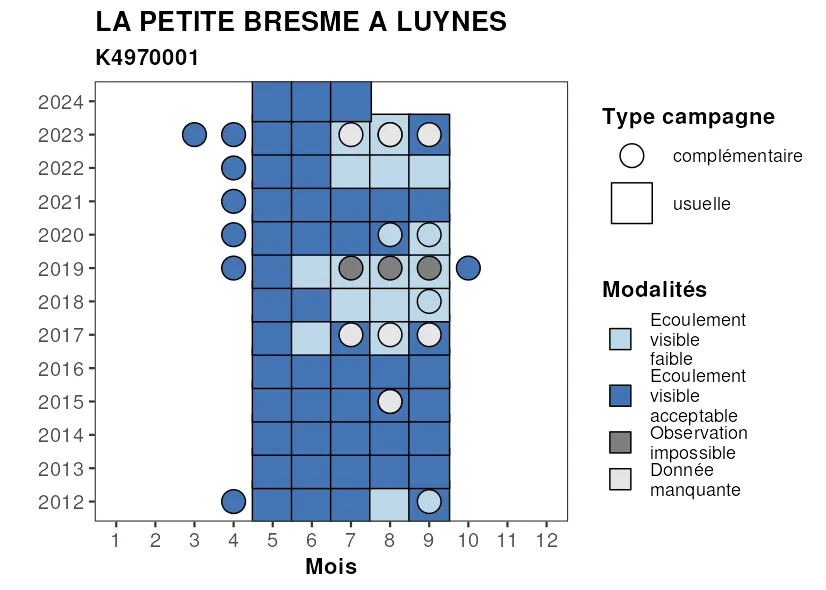 LA PETITE BRESME A LUYNES
K4970001
2024
2023
2022
2021
2020
2019
2018
2017
2016
2015
2014
2013
2012
1 2 3 4 5 6 7 8 9 10 11 12
Mois
Type campagne
complémentaire
usuelle
Modalités
Ecoulement
visible
faible
Ecoulement
visible
acceptable
Observation
impossible
Donnée
manquante